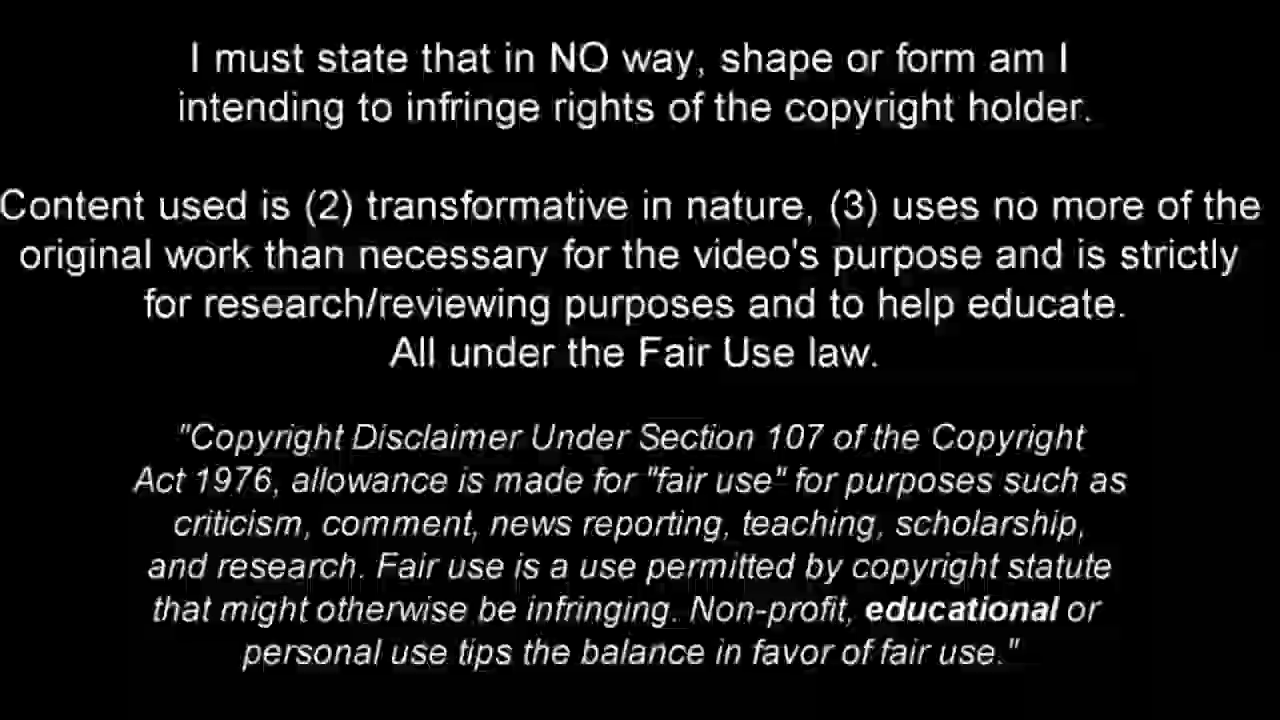 I must state that in NO way, shape or form am I
intending to infringe rights of the copyright holder.
Content used is (2) transformative in nature, (3) uses no more of the
original work than necessary for the video's purpose and is strictly
for research/reviewing purposes and to help educate.
All under the Fair Use law.
"Copyright Disclaimer Under Section 107 of the Copyright
Act 1976, allowance is made for "fair use" for purposes such as
criticism, comment, news reporting, teaching, scholarship,
and research. Fair use is a use permitted by copyright statute
that might otherwise be infringing. Non-profit, educational or
personal use tips the balance in favor of fair use."